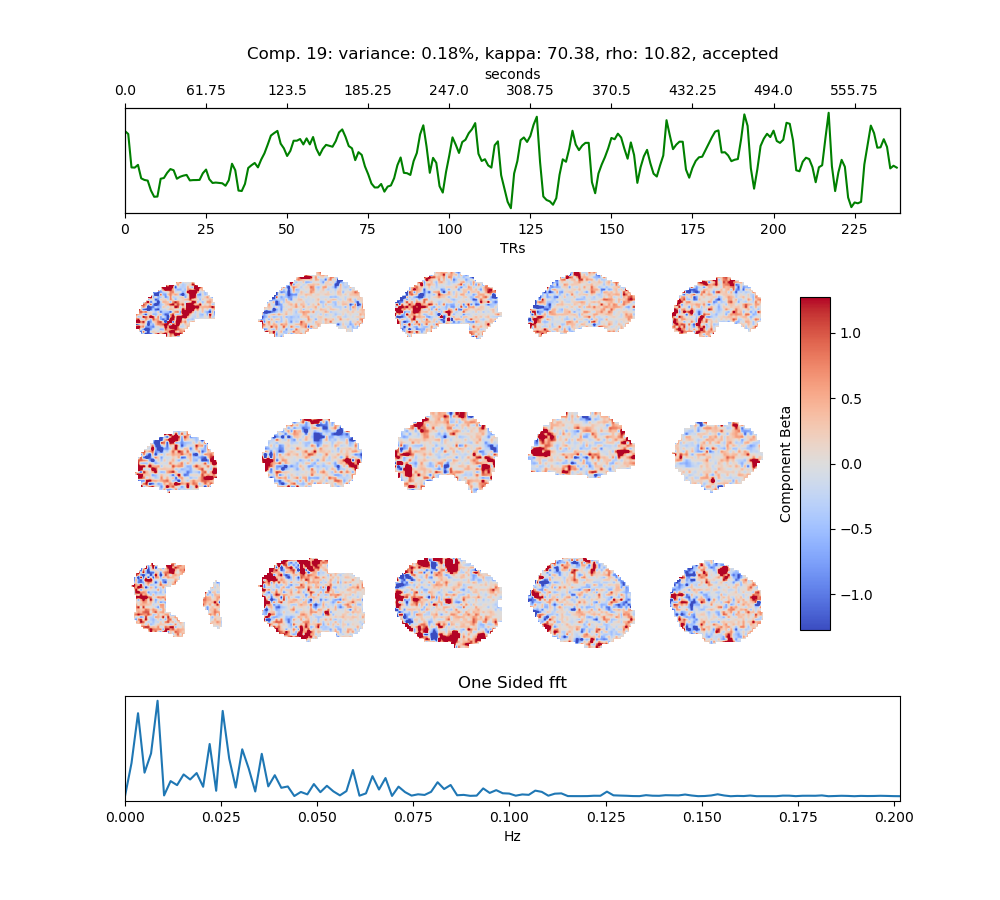 Comp. 19: variance: 0.18%, kappa: 70.38, rho: 10.82, accepted
seconds
0.0 61.75 123.5 185.25 247.0 308.75 370.5 432.25 494.0 555.75
0 25 50 75 100 125 150 175 200 225
TRs
1.0
0.5
0.0
−0.5
−1.0
Component Beta
One Sided fft
0.000 0.025 0.050 0.075 0.100 0.125 0.150 0.175 0.200
Hz